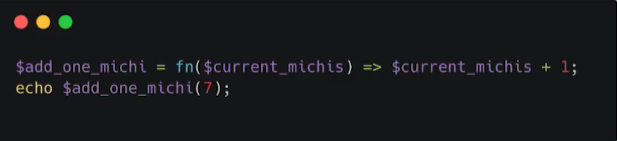 $add_one_michi = fn($current_michis) => $current_michis + 1;
echo $add_one_michi(7);